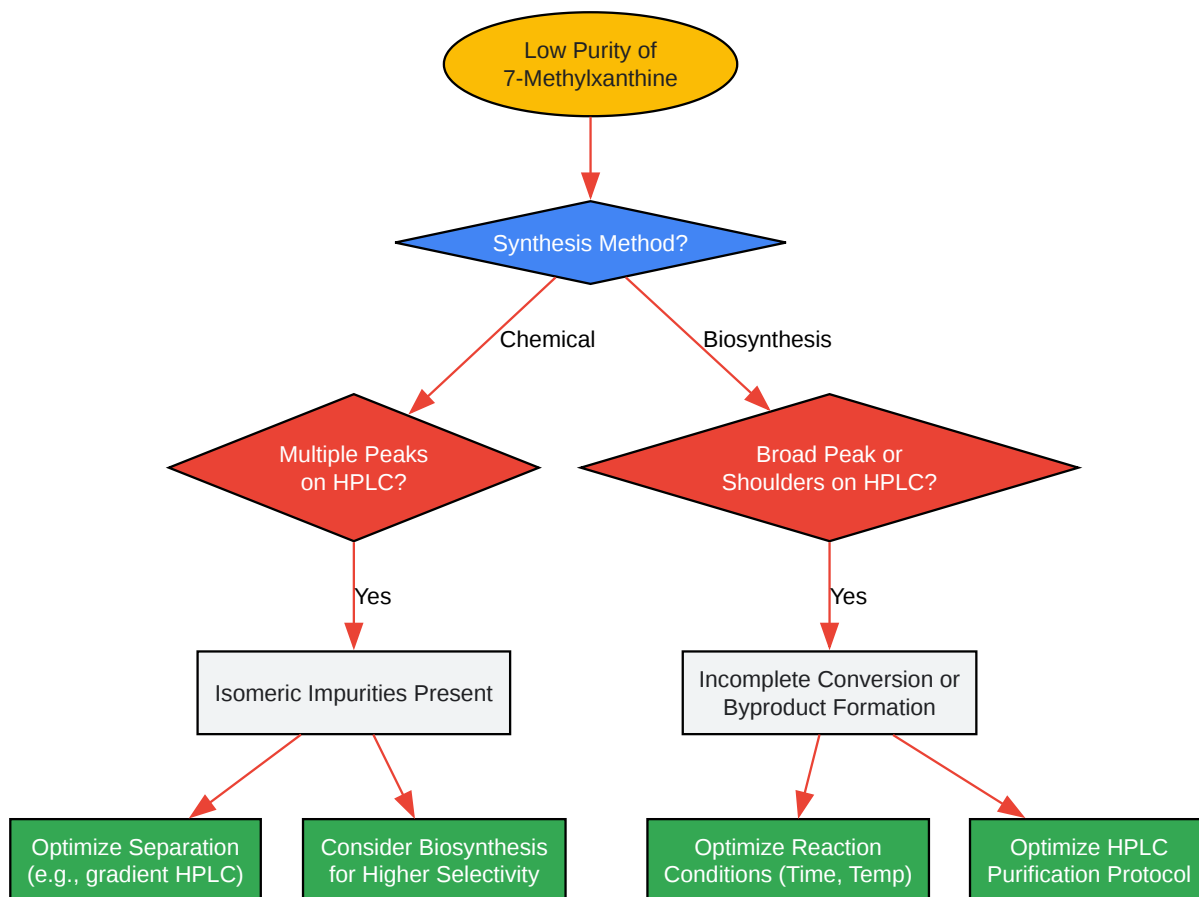 Low Purity of
7-Methylxanthine
Synthesis Method?
Chemical
Biosynthesis
Multiple Peaks
on HPLC?
Broad Peak or
Shoulders on HPLC?
Yes
Yes
Isomeric Impurities Present
Incomplete Conversion or
Byproduct Formation
Optimize Separation
(e.g., gradient HPLC)
Consider Biosynthesis
for Higher Selectivity
Optimize Reaction
Conditions (Time, Temp)
Optimize HPLC
Purification Protocol